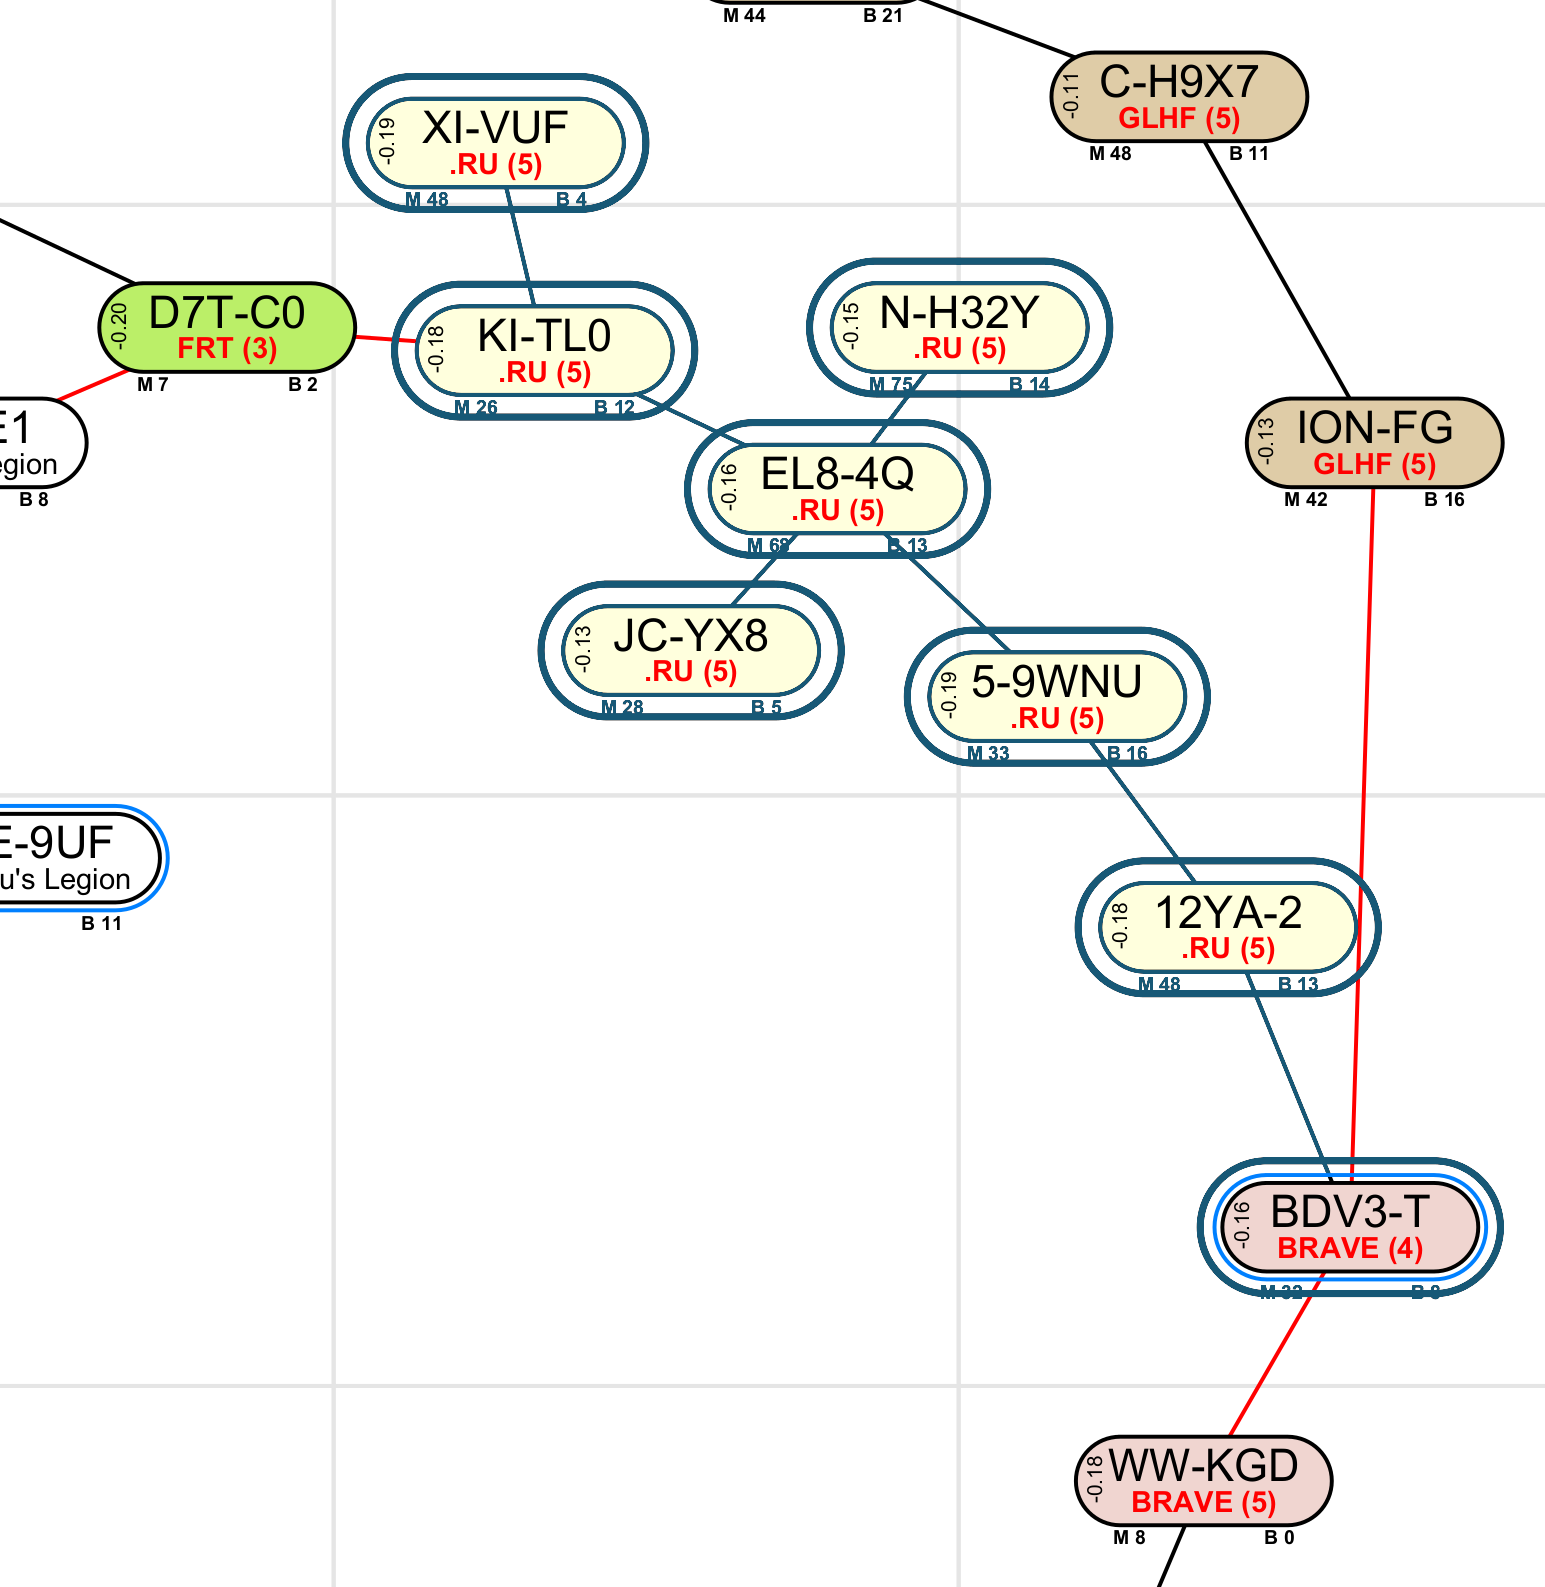 M 44 B 21
-0.11
C-H9X7
GLHF (5)
M 48 B 11
-0.19
XI-VUF
.RU (5)
M 48 B 4
-0.20
D7T-C0
FRT (3)
M 7 B 2
-0.18
KI-TL0
.RU (5)
M 26 B 12
-0.15
N-H32Y
.RU (5)
M 75 B 14
E1
egion
B 8
-0.16
EL8-4Q
.RU (5)
M 68 B 13
-0.13
ION-FG
GLHF (5)
M 42 B 16
-0.13
JC-YX8
.RU (5)
M 28 B 5
-0.19
5-9WNU
.RU (5)
M 33 B 16
E-9UF
u's Legion
B 11
-0.18
12YA-2
.RU (5)
M 48 B 13
-0.16
BDV3-T
BRAVE (4)
M 32 B
-0.18
WW-KGD
BRAVE (5)
M 8 B 0